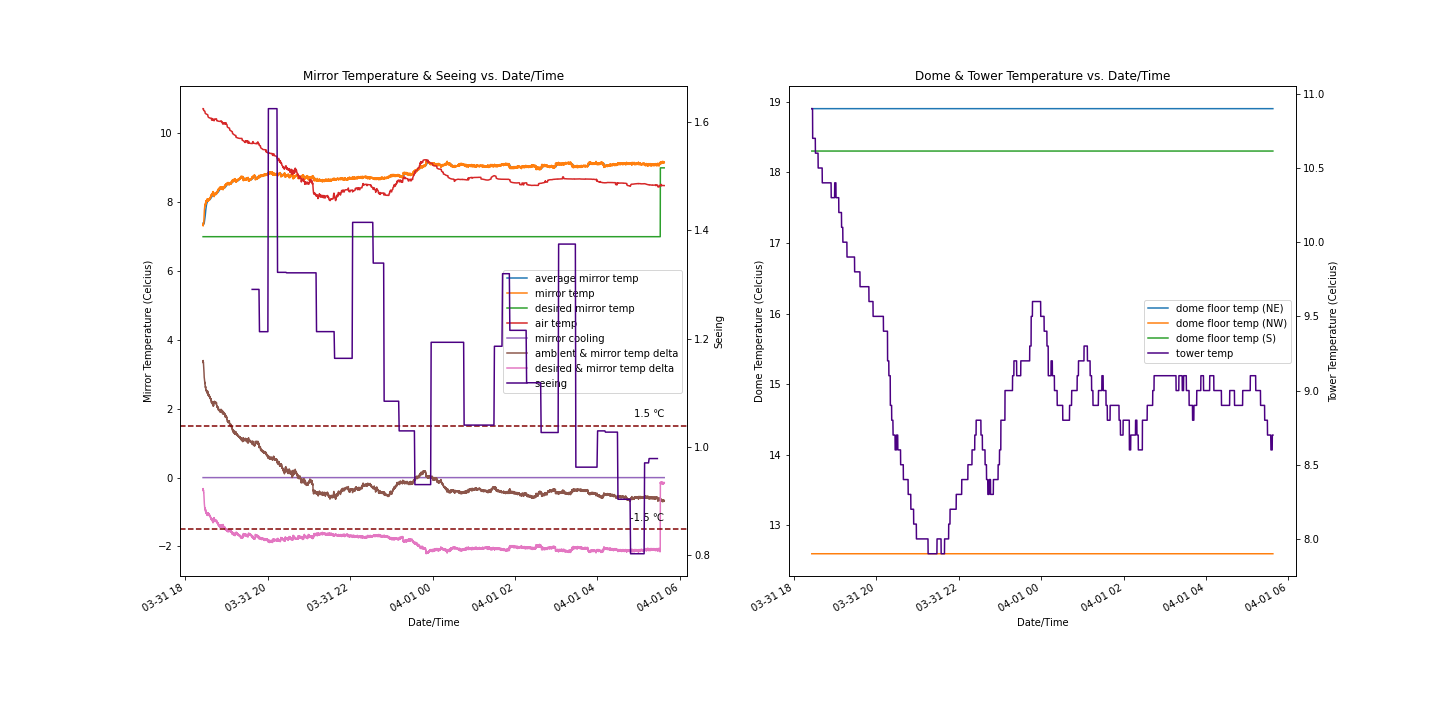 Mirror Temperature & Seeing vs. Date/Time
10
8
6
4
2
0
−2
Mirror Temperature (Celcius)
1.6
1.4
1.2
1.0
0.8
Seeing
average mirror temp
mirror temp
desired mirror temp
air temp
mirror cooling
ambient & mirror temp delta
desired & mirror temp delta
seeing
1.5 ℃
-1.5 ℃
03-31 18
03-31 20
03-31 22
04-01 00
04-01 02
04-01 04
04-01 06
Date/Time
Dome & Tower Temperature vs. Date/Time
19
18
17
16
15
14
13
Dome Temperature (Celcius)
11.0
10.5
10.0
9.5
9.0
8.5
8.0
Tower Temperature (Celcius)
dome floor temp (NE)
dome floor temp (NW)
dome floor temp (S)
tower temp
03-31 18
03-31 20
03-31 22
04-01 00
04-01 02
04-01 04
04-01 06
Date/Time